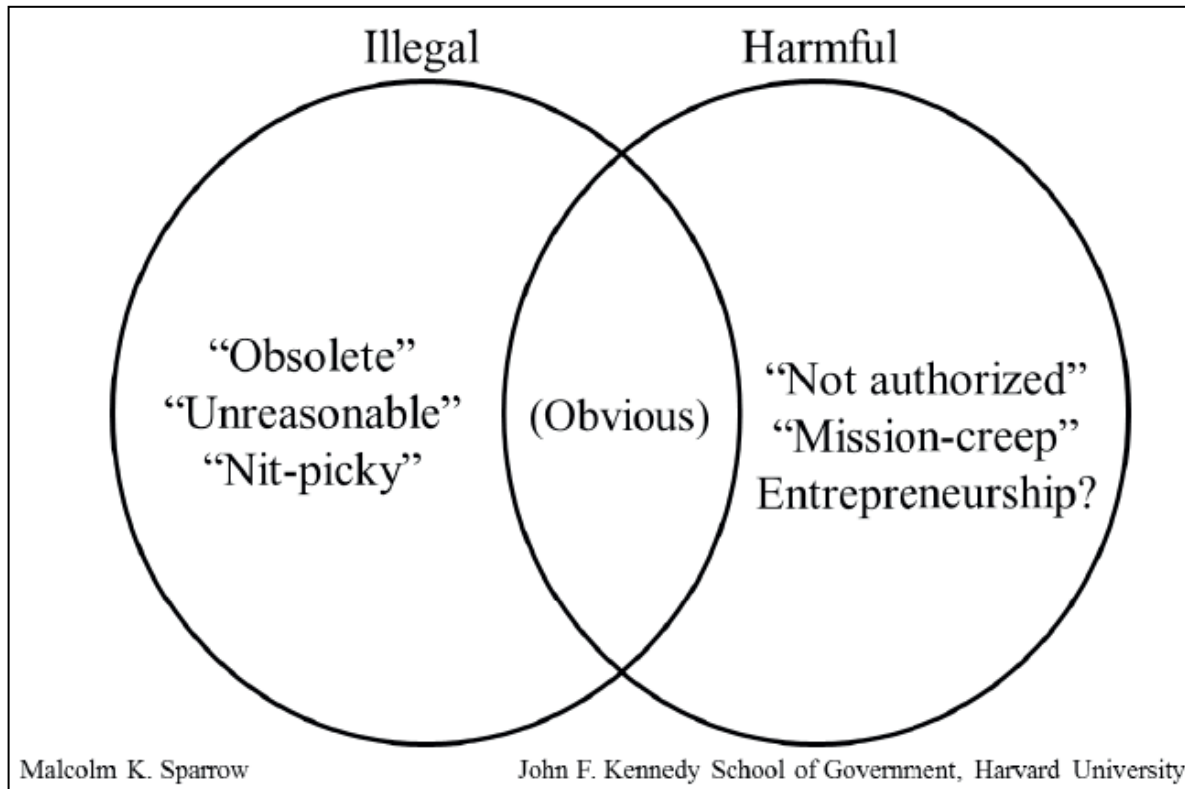 Illegal
Harmful
“Obsolete”
“Unreasonable”
“Nit-picky”
(Obvious)
“Not authorized”
“Mission-creep”
Entrepreneurship?
Malcolm K. Sparrow
John F. Kennedy School of Government, Harvard University